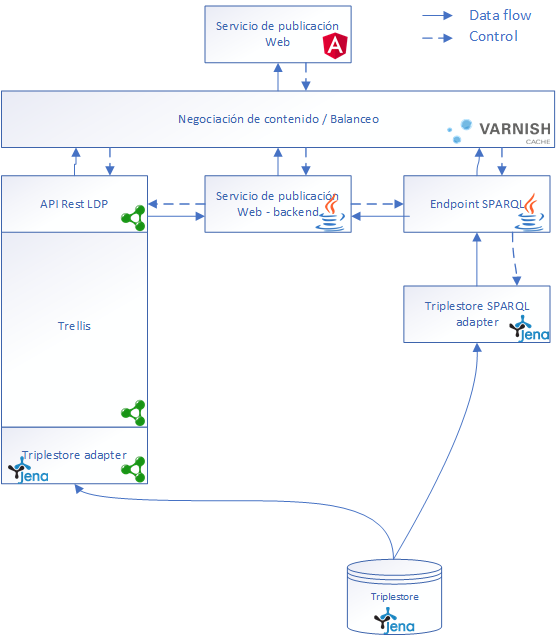 Servicio de publicación
Web
Data flow
Control
Negociación de contenido / Balanceo
VARNISH
CACHE
API Rest LDP
Servicio de publicación
Web - backend
Endpoint SPARQL
Triplestore SPARQL
adapter
Jena
Trellis
Triplestore adapter
Jena
Triplestore
Jena